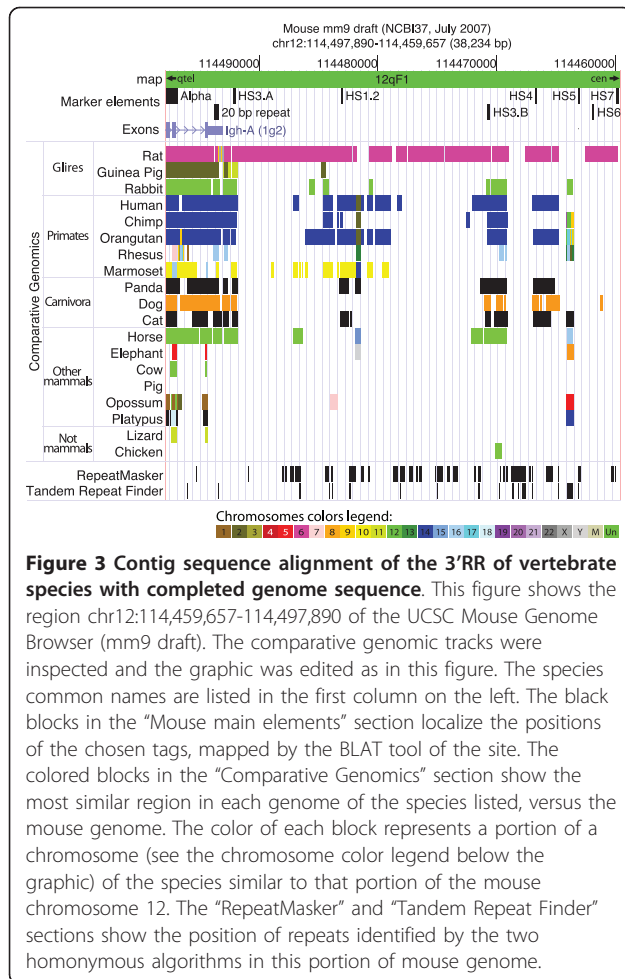 Mouse mm9 draft (NCBI37, July 2007)
chr12:114,497,890-114,459,657 (38,234 bp)
114490000 114480000 114470000 114460000
map qtel 12qF1 cen
Marker elements Alpha HS3.A HS1.2 HS4 HS5 HS7
20 bp repeat HS3.B HS6
Exons Igh-A (1g2)
Comparative Genomics
Glires
Rat
Guinea Pig
Rabbit
Primates
Human
Chimp
Orangutan
Rhesus
Marmoset
Carnivora
Panda
Dog
Cat
Other mammals
Horse
Elephant
Cow
Pig
Opossum
Platypus
Not mammals
Lizard
Chicken
RepeatMasker
Tandem Repeat Finder
Chromosomes colors legend:
1 2 3 4 5 6 7 8 9 10 11 12 13 14 15 16 17 18 19 20 21 22 X Y M Un
Figure 3 Contig sequence alignment of the 3'RR of vertebrate
species with completed genome sequence. This figure shows the
region chr12:114,459,657-114,497,890 of the UCSC Mouse Genome
Browser (mm9 draft). The comparative genomic tracks were
inspected and the graphic was edited as in this figure. The species
common names are listed in the first column on the left. The black
blocks in the "Mouse main elements" section localize the positions
of the chosen tags, mapped by the BLAT tool of the site. The
colored blocks in the "Comparative Genomics" section show the
most similar region in each genome of the species listed, versus the
mouse genome. The color of each block represents a portion of a
chromosome (see the chromosome color legend below the
graphic) of the species similar to that portion of the mouse
chromosome 12. The "RepeatMasker" and "Tandem Repeat Finder"
sections show the position of repeats identified by the two
homonymous algorithms in this portion of mouse genome.